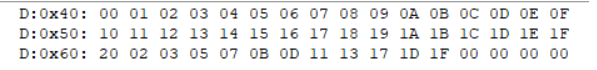 D:0x40: 00 01 02 03 04 05 06 07 08 09 0A 0B 0C 0D 0E 0F
D:0x50: 10 11 12 13 14 15 16 17 18 19 1A 1B 1C 1D 1E 1F
D:0x60: 20 02 03 05 07 0B 0D 11 13 17 1D 1F 00 00 00 00